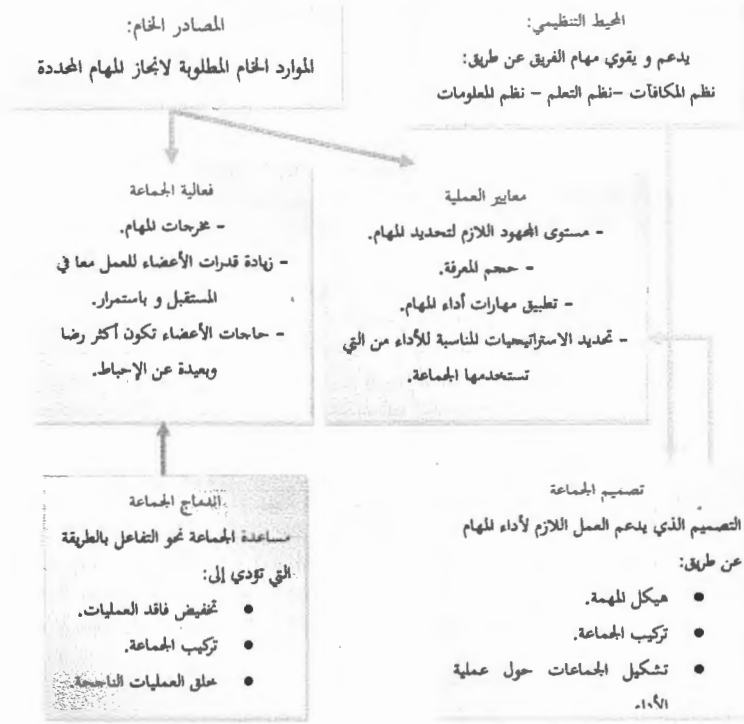 المحيط التنظيمي:
يدعم و يقوي مهام الفريق عن طريق:
نظم المكافآت –نظم التعلم – نظم المعلومات
المصادر الخام:
الموارد الخام المطلوبة لانجاز المهام المحددة
معايير العملية
- مستوى المجهود اللازم لتحديد المهام.
- حجم المعرفة.
- تطبيق مهارات أداء المهام.
- تحديد الاستراتيجيات المناسبة للأداء من التي
تستخدمها الجماعة.
فعالية الجماعة
- مخرجات المهام.
- زيادة قدرات الأعضاء للعمل معا في
المستقبل و باستمرار.
- حاجات الأعضاء تكون أكثر رضا
وبعيدة عن الإحباط.
تصميم الجماعة
التصميم الذي يدعم العمل اللازم لأداء المهام
عن طريق:
● هيكل المهمة.
● تركيب الجماعة.
● تشكيل الجماعات حول عملية
الأداء
اندماج الجماعة
مساعدة الجماعة نحو التفاعل بالطريقة
التي تؤدي إلى:
● تخفيض فاقد العمليات.
● تركيب الجماعة.
● خلق العمليات الناجحة.